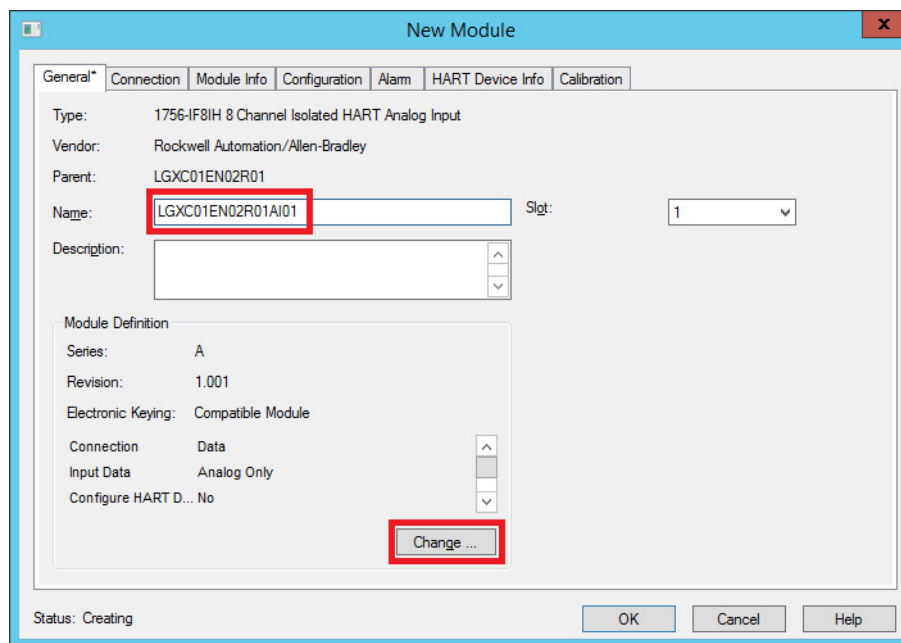 New Module
x
General* Connection Module Info Configuration Alarm HART Device Info Calibration
Type: 1756-IF8IH 8 Channel Isolated HART Analog Input
Vendor: Rockwell Automation/Allen-Bradley
Parent: LGXC01EN02R01
Name: LGXC01EN02R01AI01 Slot: 1
Description:
Module Definition
Series: A
Revision: 1.001
Electronic Keying: Compatible Module
Connection Data
Input Data Analog Only
Configure HART D... No
Change ...
Status: Creating OK Cancel Help